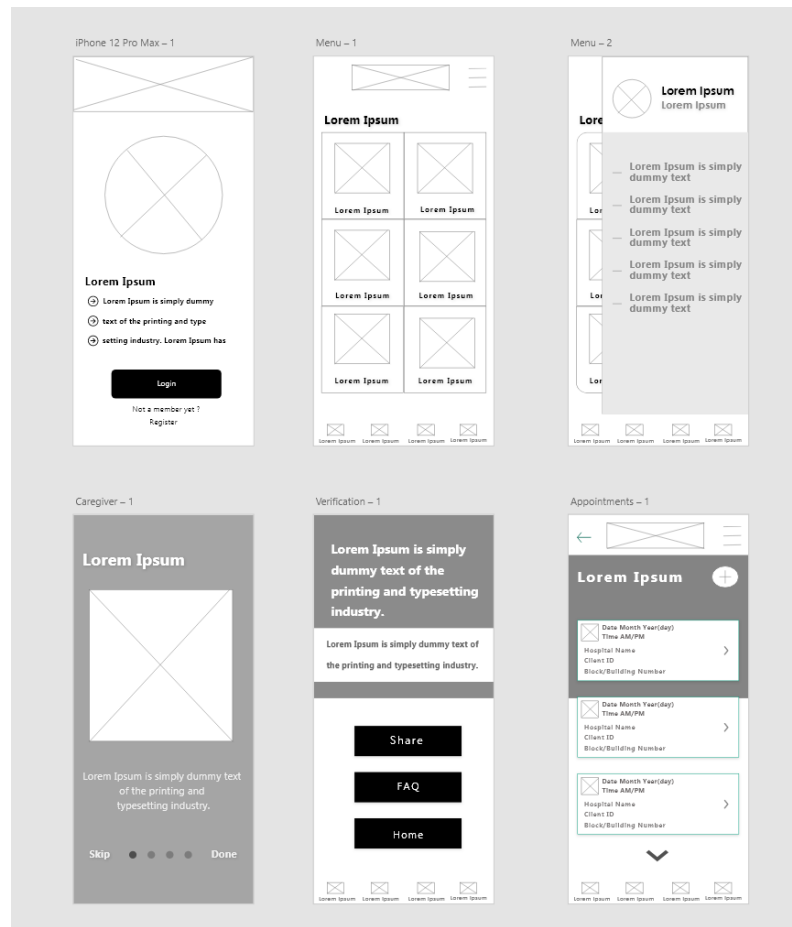 iPhone 12 Pro Max – 1
Lorem Ipsum
Lorem Ipsum is simply dummy
text of the printing and type
setting industry. Lorem Ipsum has
Login
Not a member yet ?
Register
Menu – 1
Lorem Ipsum
Lorem Ipsum
Lorem Ipsum
Lorem Ipsum
Lorem Ipsum
Lorem Ipsum
Lorem Ipsum
Lorem Ipsum
Lorem Ipsum
Lorem Ipsum
Lorem Ipsum
Menu – 2
Lorem Ipsum
Lorem Ipsum
Lore
Lor
Lor
Lor
Lorem Ipsum is simply
dummy text
Lorem Ipsum is simply
dummy text
Lorem Ipsum is simply
dummy text
Lorem Ipsum is simply
dummy text
Lorem Ipsum is simply
dummy text
Lorem Ipsum
Lorem Ipsum
Lorem Ipsum
Lorem Ipsum
Caregiver – 1
Lorem Ipsum
Lorem Ipsum is simply dummy text
of the printing and
typesetting industry.
Skip
Done
Verification – 1
Lorem Ipsum is simply
dummy text of the
printing and typesetting
industry.
Lorem Ipsum is simply dummy text of
the printing and typesetting industry.
Share
FAQ
Home
Lorem Ipsum
Lorem Ipsum
Lorem Ipsum
Lorem Ipsum
Appointments – 1
Lorem Ipsum
Date Month Year(day)
Time AM/PM
Hospital Name
Client ID
Block/Building Number
Date Month Year(day)
Time AM/PM
Hospital Name
Client ID
Block/Building Number
Date Month Year(day)
Time AM/PM
Hospital Name
Client ID
Block/Building Number
Lorem Ipsum
Lorem Ipsum
Lorem Ipsum
Lorem Ipsum